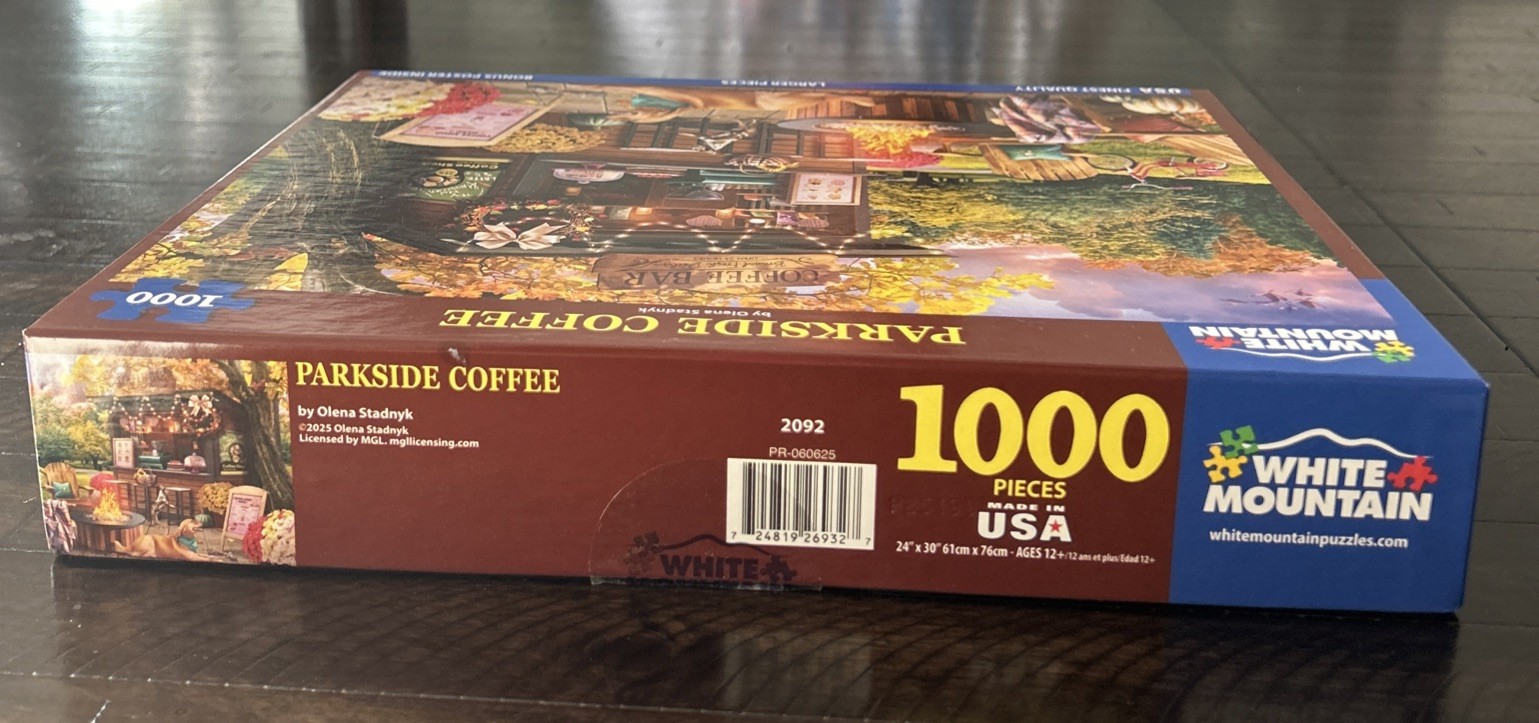 BONUS POSTER INSIDE
LARGER PIECES
USA FINEST QUALITY
Coffee Shop
COFFEE BAR
1000
PARKSIDE COFFEE
by Olena Stadnyk
WHITE
MOUNTAIN
PARKSIDE COFFEE
by Olena Stadnyk
©2025 Olena Stadnyk
Licensed by MGL. mgllicensing.com
2092
PR-060625
7 24819 26932 7
WHITE
1000
PIECES
MADE IN
USA
24" x 30" 61cm x 76cm - AGES 12+/12 ans et plus/Edad 12+
WHITE
MOUNTAIN
whitemountainpuzzles.com